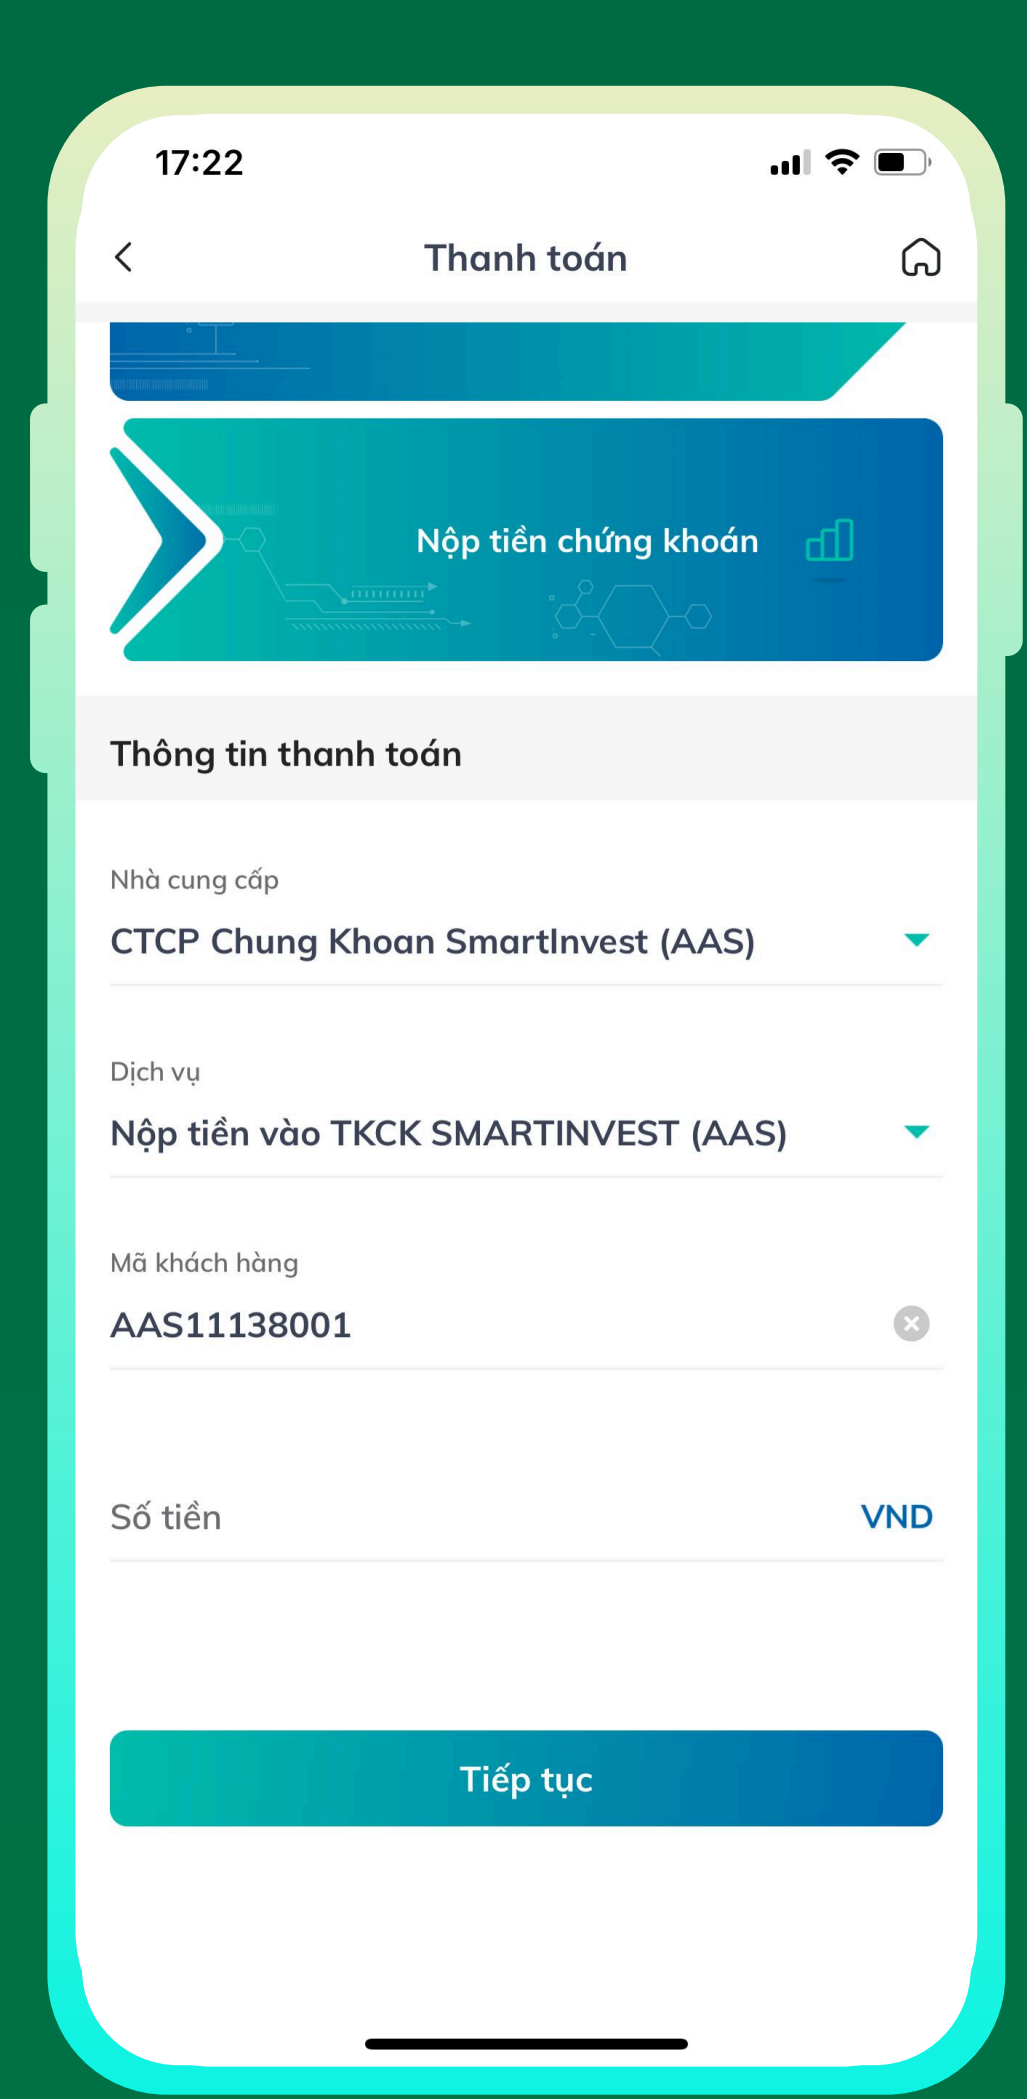 17:22
Thanh toán
Nộp tiền chứng khoán
Thông tin thanh toán
Nhà cung cấp
CTCP Chung Khoan SmartInvest (AAS)
Dịch vụ
Nộp tiền vào TKCK SMARTINVEST (AAS)
Mã khách hàng
AAS11138001
Số tiền
VND
Tiếp tục